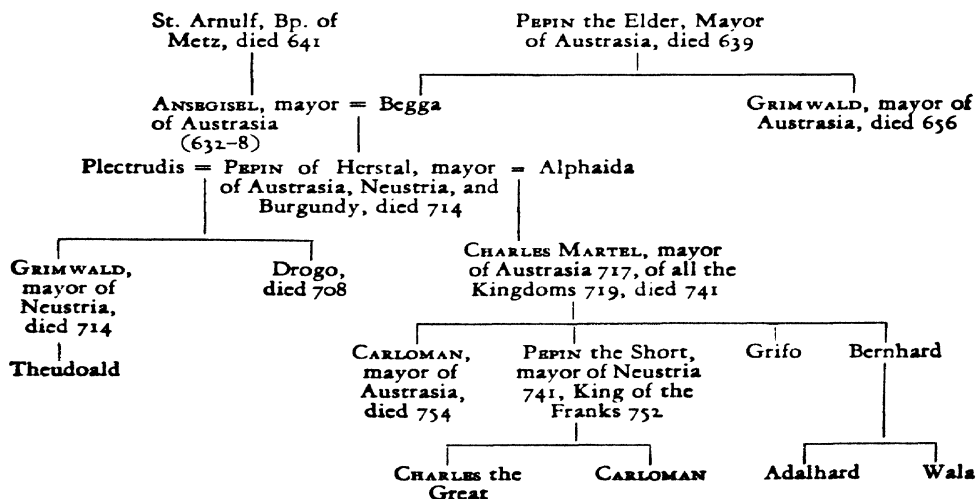 St. Arnulf, Bp. of
Metz, died 641
PEPIN the Elder, Mayor
of Austrasia, died 639
ANSEGISEL, mayor = Begga
of Austrasia
(632-8)
GRIMWALD, mayor of
Austrasia, died 656
Plectrudis = PEPIN of Herstal, mayor = Alphaida
of Austrasia, Neustria, and
Burgundy, died 714
GRIMWALD,
mayor of
Neustria,
died 714
Drogo,
died 708
CHARLES MARTEL, mayor
of Austrasia 717, of all the
Kingdoms 719, died 741
Theudoald
CARLOMAN,
mayor of
Austrasia,
died 754
PEPIN the Short,
mayor of Neustria
741, King of the
Franks 752
Grifo
Bernhard
CHARLES the
Great
CARLOMAN
Adalhard
Wala